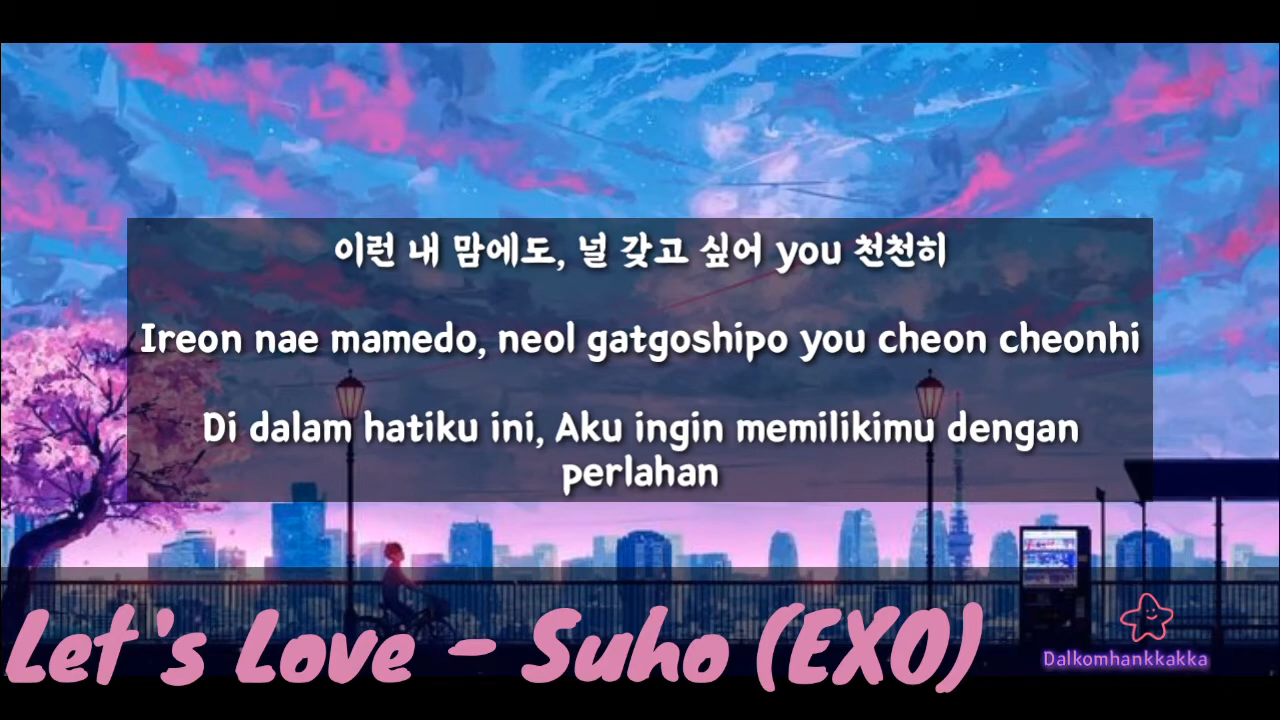 이런 내 맘에도, 널 갖고 싶어 you 천천히
Ireon nae mamedo, neol gatgoshipo you cheon cheonhi
Di dalam hatiku ini, Aku ingin memilikimu dengan
perlahan
Let's Love - Suho (EXO)
Dalkomhankkakka